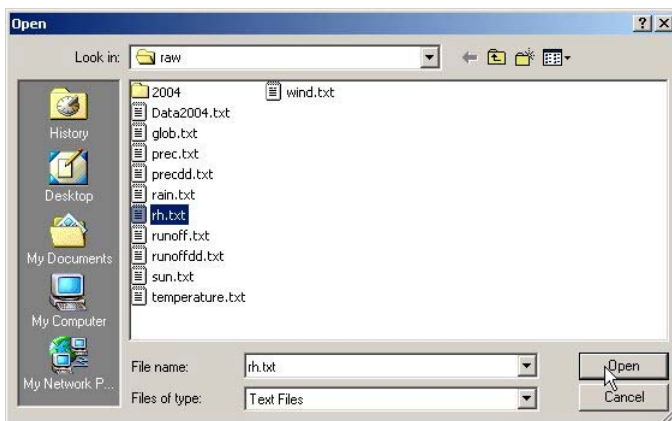 Open
Look in:
raw
History
Desktop
My Documents
My Computer
My Network P...
2004
Data2004.txt
glob.txt
prec.txt
precdd.txt
rain.txt
rh.txt
runoff.txt
runoffdd.txt
sun.txt
temperature.txt
wind.txt
File name:
rh.txt
Open
Files of type:
Text Files
Cancel